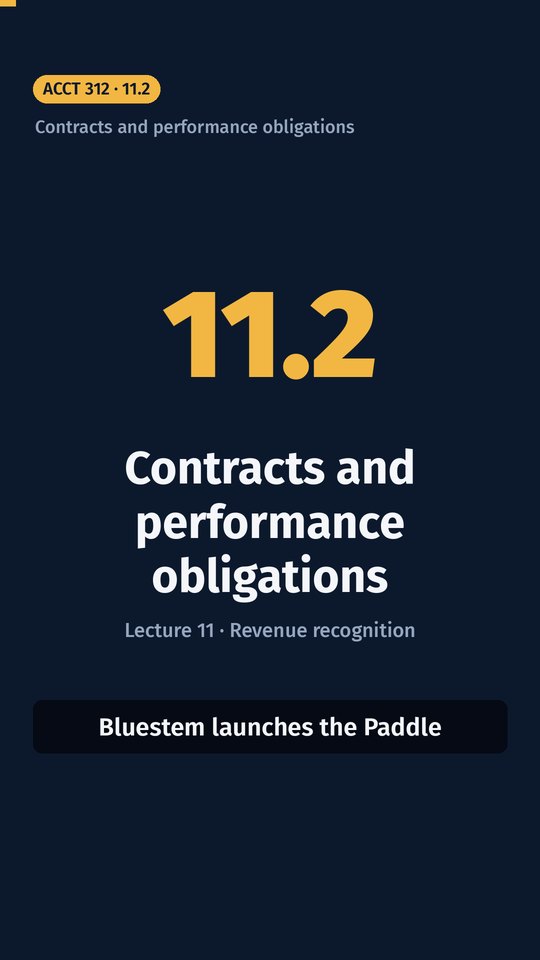 ACCT 312 · 11.2
Contracts and performance obligations
11.2
Contracts and
performance
obligations
Lecture 11 · Revenue recognition
Bluestem launches the Paddle